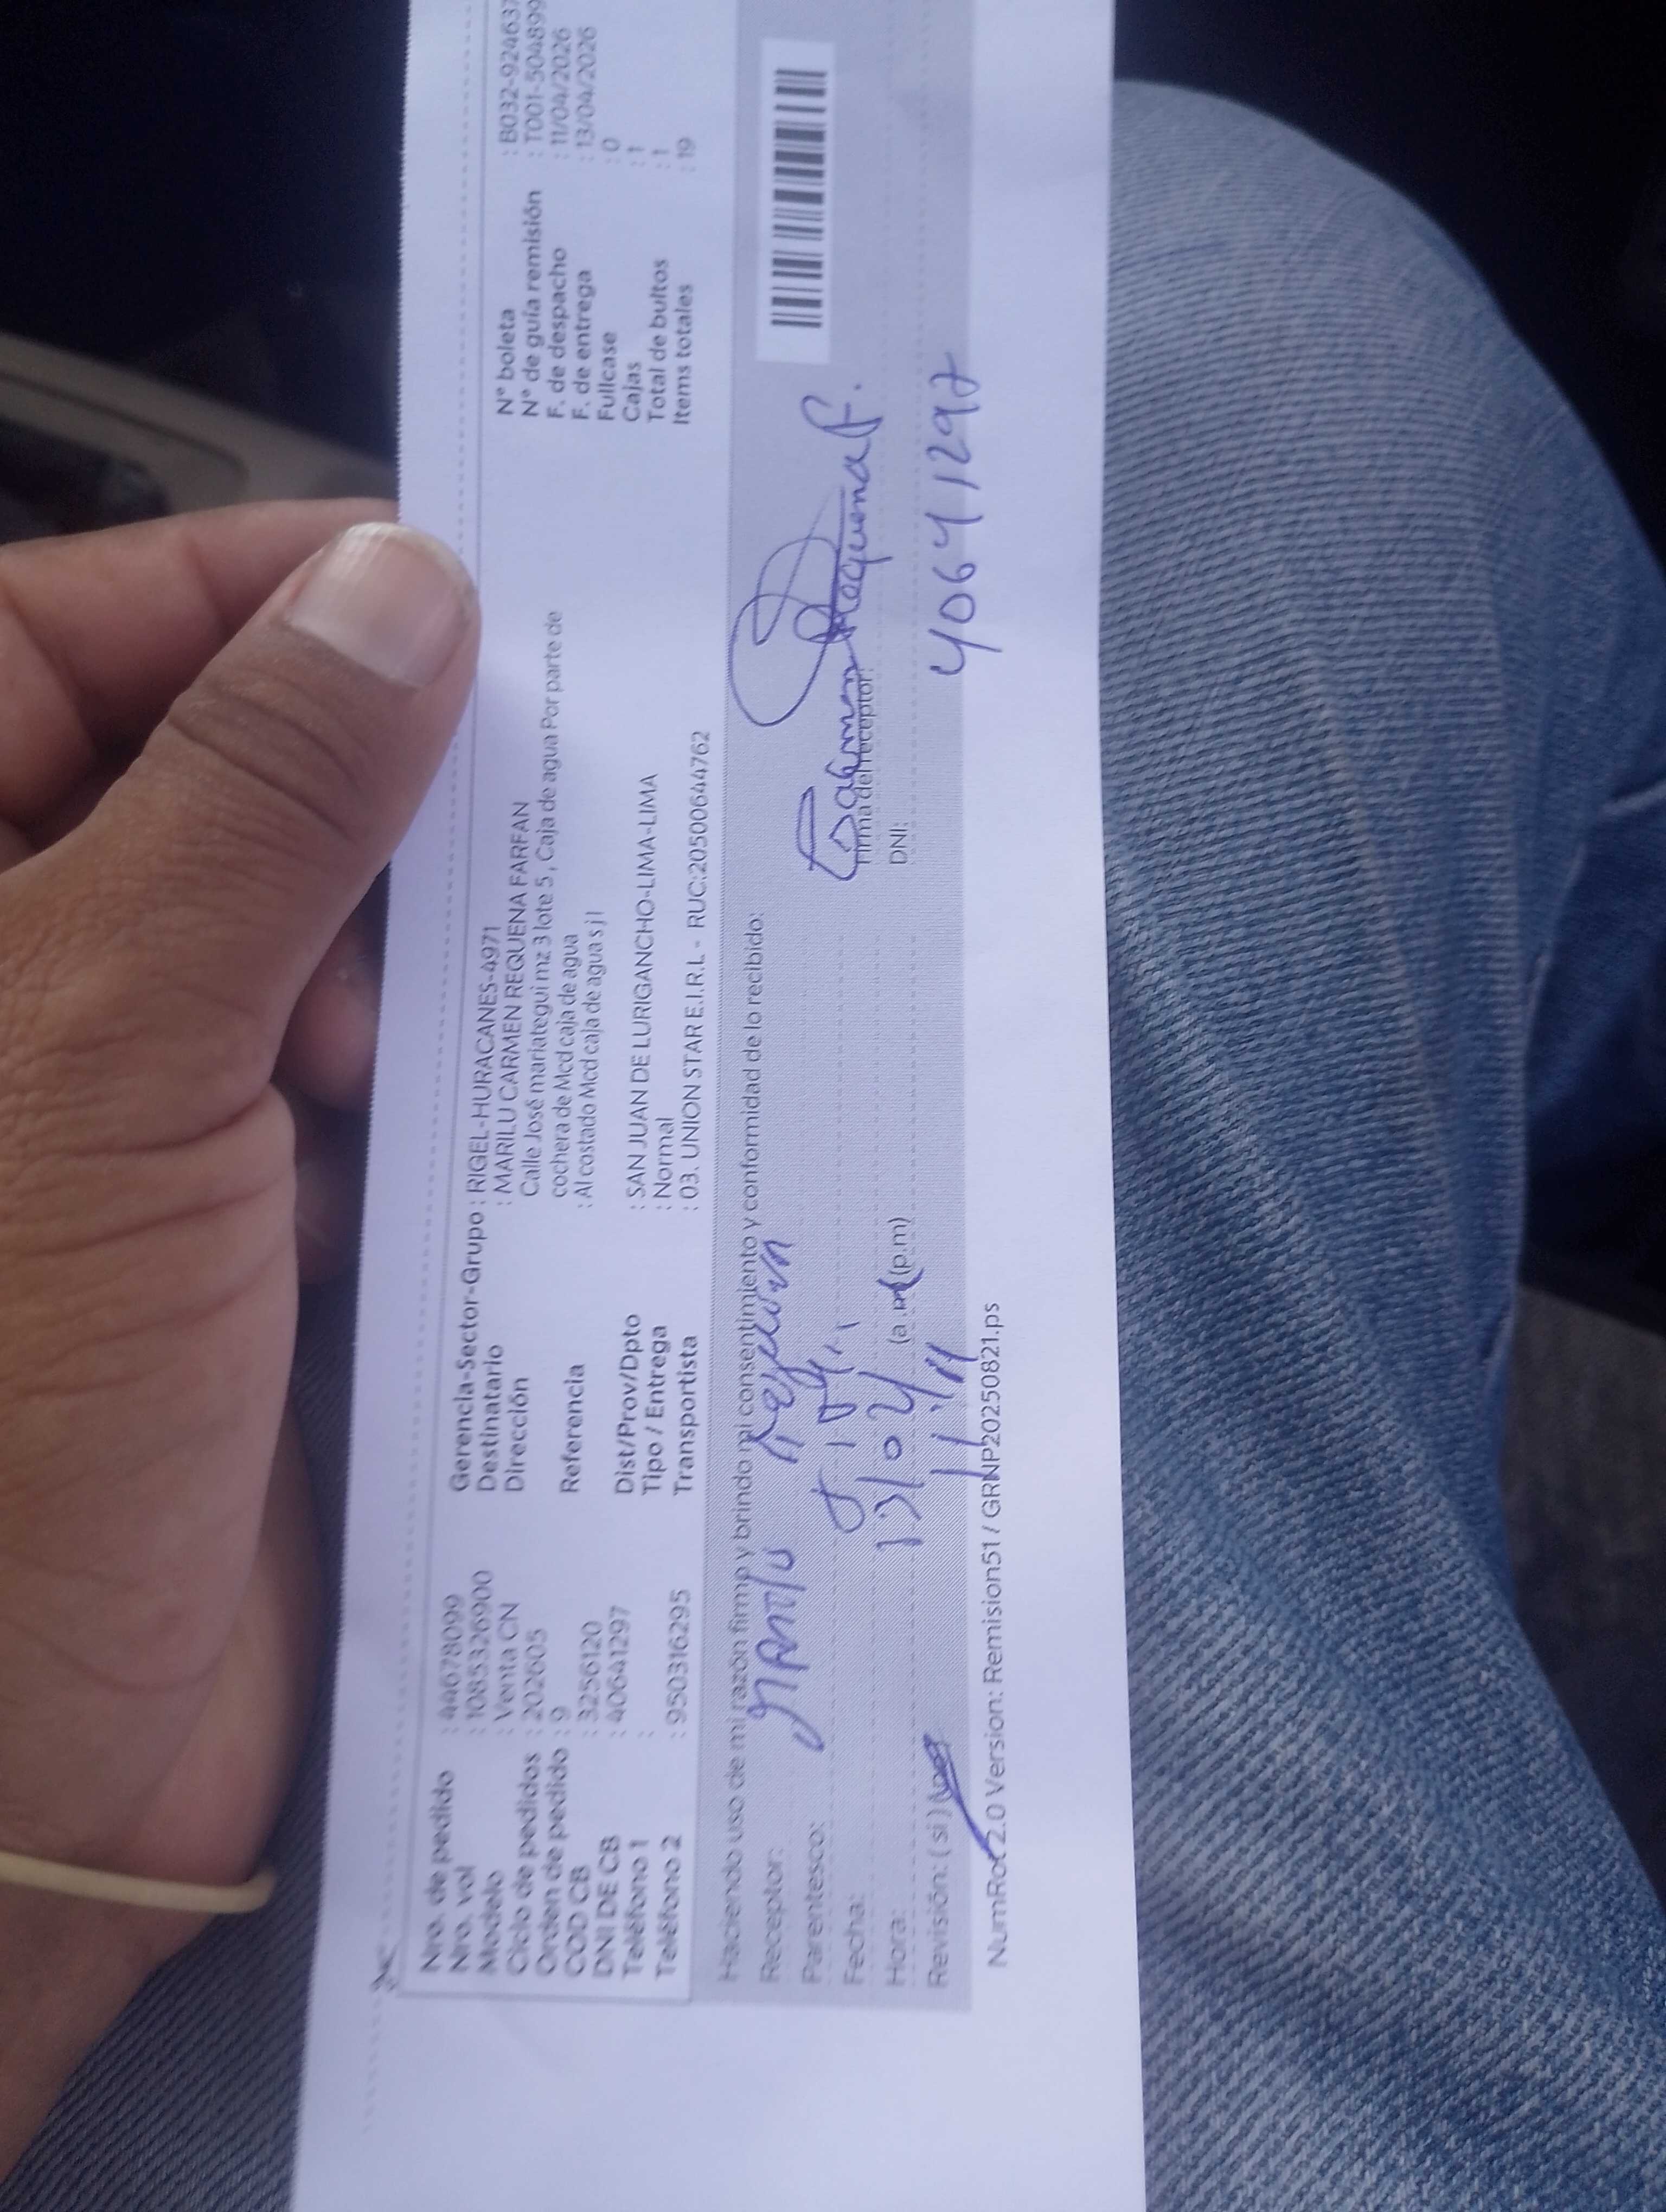 Nro. de pedido : 44678099
Nro. vol : 1085326900
Modelo : Venta CN
Ciclo de pedidos : 202605
Orden de pedido : 9
COD CB : 3256120
DNI DE CB : 40641297
Teléfono 1 :
Teléfono 2 : 950316295
Gerencia-Sector-Grupo : RIGEL-HURACANES-4971
Destinatario : MARILU CARMEN REQUENA FARFAN
Dirección Calle José mariategui mz 3 lote 5 , Caja de agua Por parte de
cochera de Mcd caja de agua
Referencia : Al costado Mcd caja de agua s j l
Dist/Prov/Dpto : SAN JUAN DE LURIGANCHO-LIMA-LIMA
Tipo / Entrega : Normal
Transportista : 03. UNION STAR E.I.R.L - RUC:20500644762
N° boleta : B032-924637
N° de guía remisión : T001-504899
F. de despacho : 11/04/2026
F. de entrega : 13/04/2026
Fullcase : 0
Cajas : 1
Total de bultos : 1
Items totales : 19
Haciendo uso de mi razón firmo y brindo mi consentimiento y conformidad de lo recibido:
Receptor:
Parentesco:
Fecha: 13/04
Hora: (a m) (p.m)
Revisión: ( si )
Carmen Requena F.
Firma del receptor:
DNI: 40641297
2.0 Version: Remision51 / GRNP20250821.ps